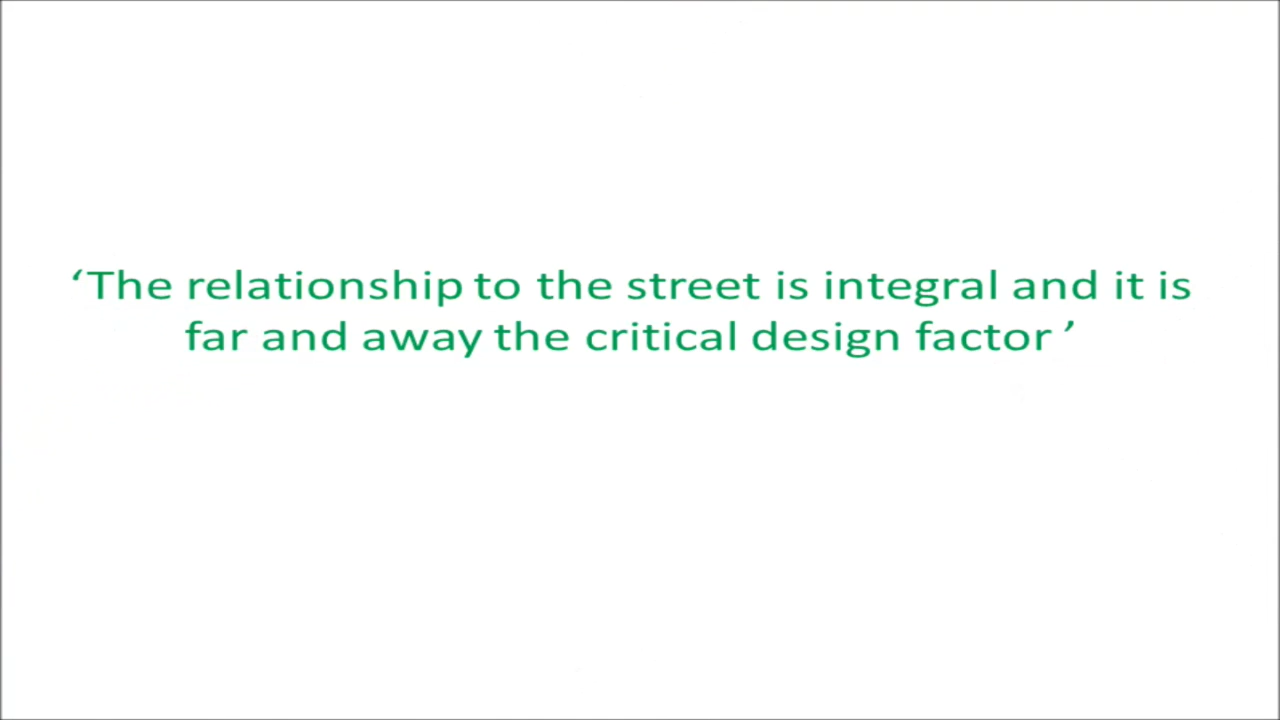 ‘The relationship to the street is integral and it is
far and away the critical design factor ’